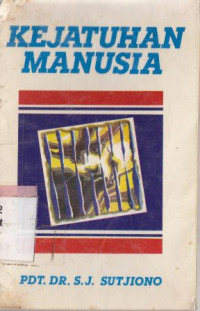 KEJATUHAN
MANUSIA
PDT. DR. S.J. SUTJIONO